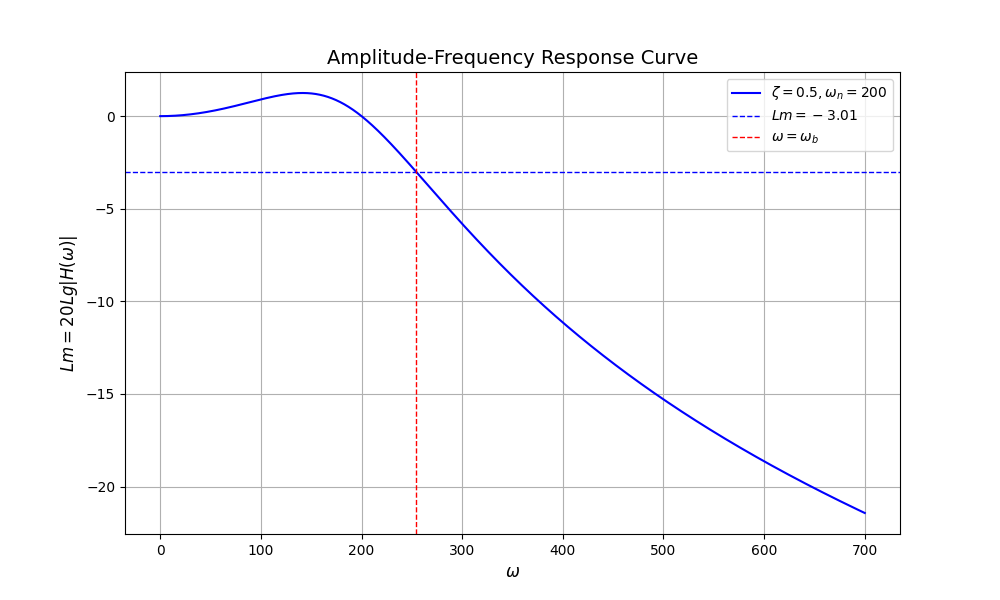 Amplitude-Frequency Response Curve
ζ = 0.5, ωₙ = 200
Lm = − 3.01
ω = ω_b
Lm = 20Lg|H(ω)|
0
−5
−10
−15
−20
0 100 200 300 400 500 600 700
ω